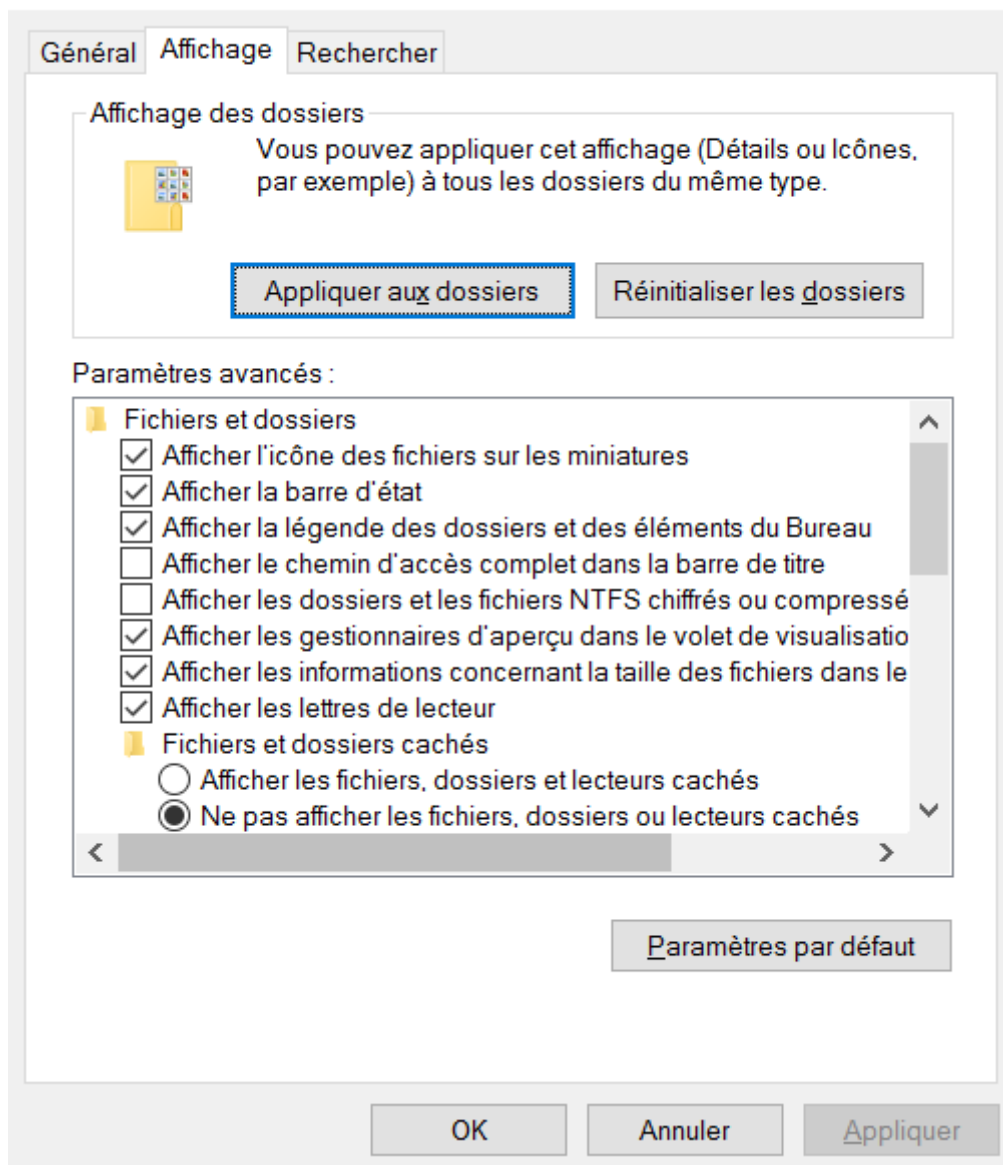 Général Affichage Rechercher
Affichage des dossiers
Vous pouvez appliquer cet affichage (Détails ou Icônes,
par exemple) à tous les dossiers du même type.
Appliquer aux dossiers Réinitialiser les dossiers
Paramètres avancés :
Fichiers et dossiers
Afficher l'icône des fichiers sur les miniatures
Afficher la barre d'état
Afficher la légende des dossiers et des éléments du Bureau
Afficher le chemin d'accès complet dans la barre de titre
Afficher les dossiers et les fichiers NTFS chiffrés ou compressé
Afficher les gestionnaires d'aperçu dans le volet de visualisatio
Afficher les informations concernant la taille des fichiers dans le
Afficher les lettres de lecteur
Fichiers et dossiers cachés
Afficher les fichiers, dossiers et lecteurs cachés
Ne pas afficher les fichiers, dossiers ou lecteurs cachés
Paramètres par défaut
OK Annuler Appliquer